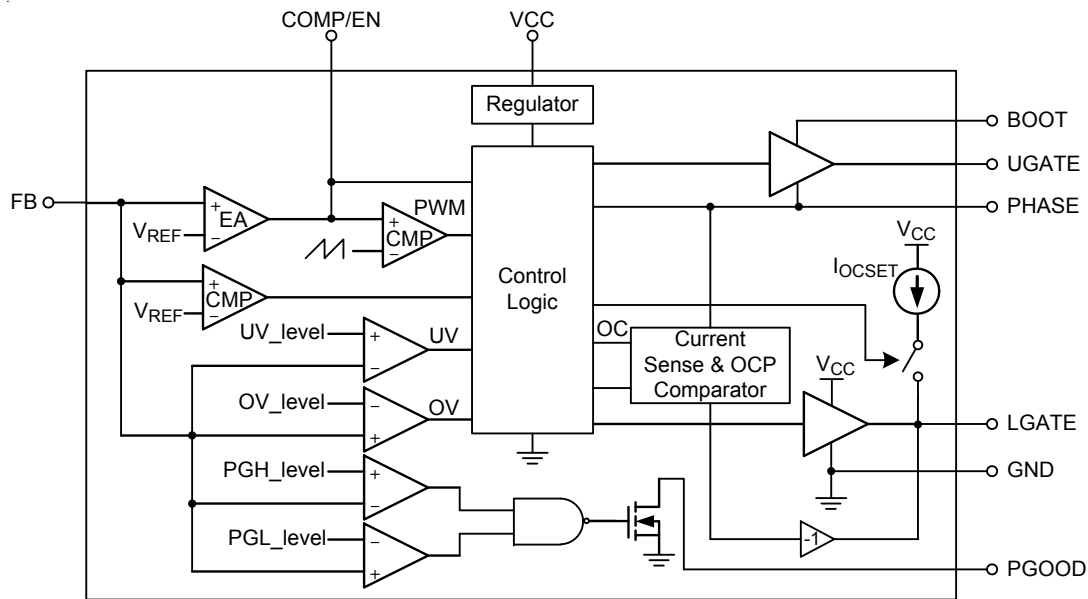 COMP/EN
VCC
Regulator
BOOT
UGATE
PHASE
FB
+
EA
VREF
−
PWM
+
CMP
−
Control
Logic
VCC
IOCSET
+
CMP
VREF
−
UV_level
+
−
UV
OC
Current
Sense & OCP
Comparator
VCC
OV_level
−
+
OV
LGATE
PGH_level
+
−
GND
PGL_level
−
+
-1
PGOOD